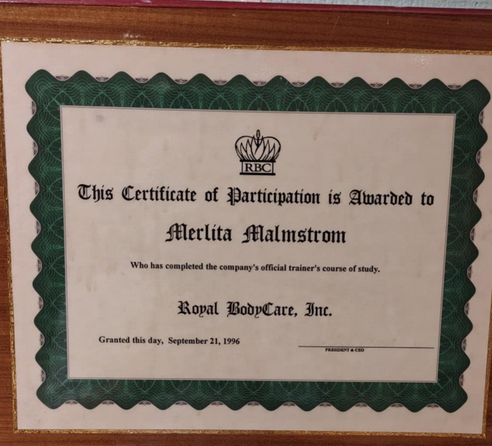 RBC
This Certificate of Participation is Awarded to
Merlita Malmstrom
Who has completed the company's official trainer's course of study.
Royal BodyCare, Inc.
Granted this day, September 21, 1996
PRESIDENT & CEO